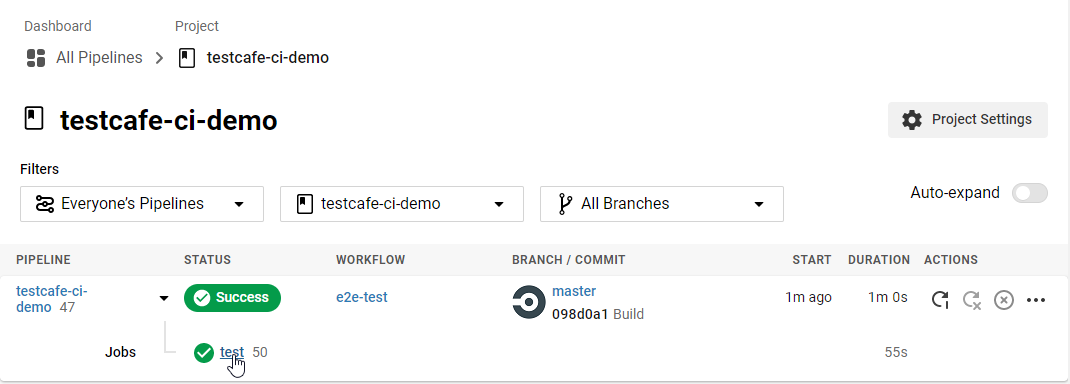 Dashboard Project
All Pipelines testcafe-ci-demo
testcafe-ci-demo
Project Settings
Filters
Everyone's Pipelines testcafe-ci-demo All Branches Auto-expand
PIPELINE STATUS WORKFLOW BRANCH / COMMIT START DURATION ACTIONS
testcafe-ci-
demo 47
Success
e2e-test
master
098d0a1 Build
1m ago
1m 0s
Jobs test 50 55s